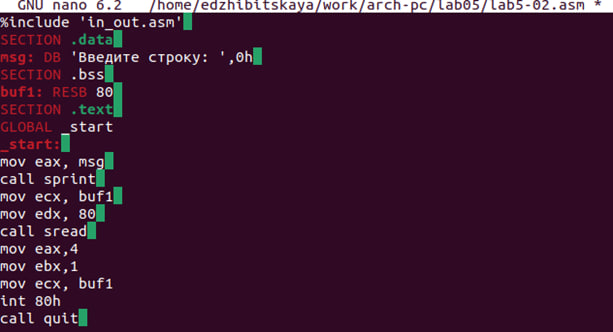 GNU nano 6.2 /home/edzhibitskaya/work/arch-pc/lab05/lab5-02.asm *
%include 'in_out.asm'
SECTION .data
msg: DB 'Введите строку: ',0h
SECTION .bss
buf1: RESB 80
SECTION .text
GLOBAL _start
_start:
mov eax, msg
call sprint
mov ecx, buf1
mov edx, 80
call sread
mov eax,4
mov ebx,1
mov ecx, buf1
int 80h
call quit